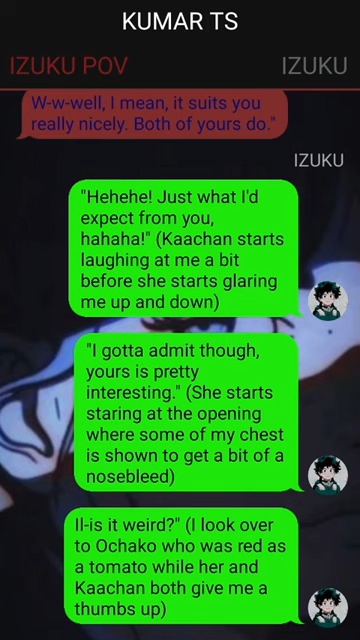 KUMAR TS
IZUKU POV
IZUKU
W-w-well, I mean, it suits you
really nicely. Both of yours do."
IZUKU
"Hehehe! Just what I'd
expect from you,
hahaha!" (Kaachan starts
laughing at me a bit
before she starts glaring
me up and down)
"I gotta admit though,
yours is pretty
interesting." (She starts
staring at the opening
where some of my chest
is shown to get a bit of a
nosebleed)
Il-is it weird?" (I look over
to Ochako who was red as
a tomato while her and
Kaachan both give me a
thumbs up)